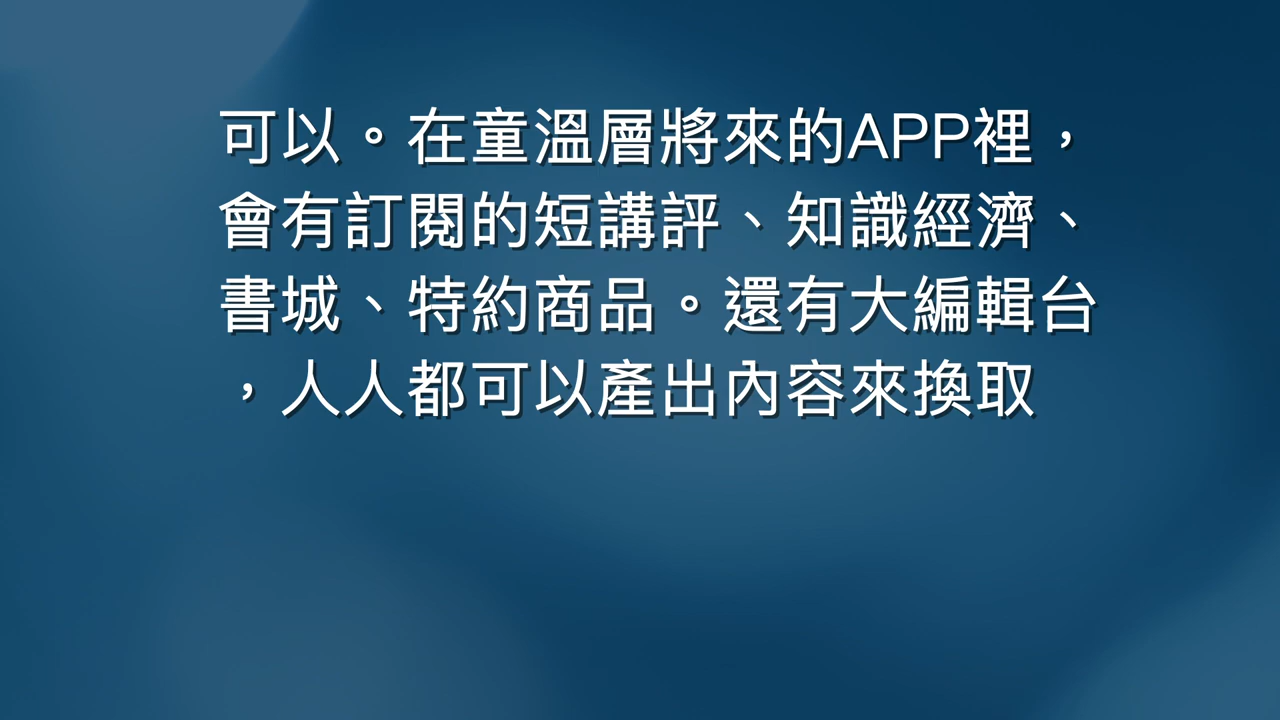 可以。在童溫層將來的APP裡，
會有訂閱的短講評、知識經濟、
書城、特約商品。還有大編輯台
，人人都可以產出內容來換取